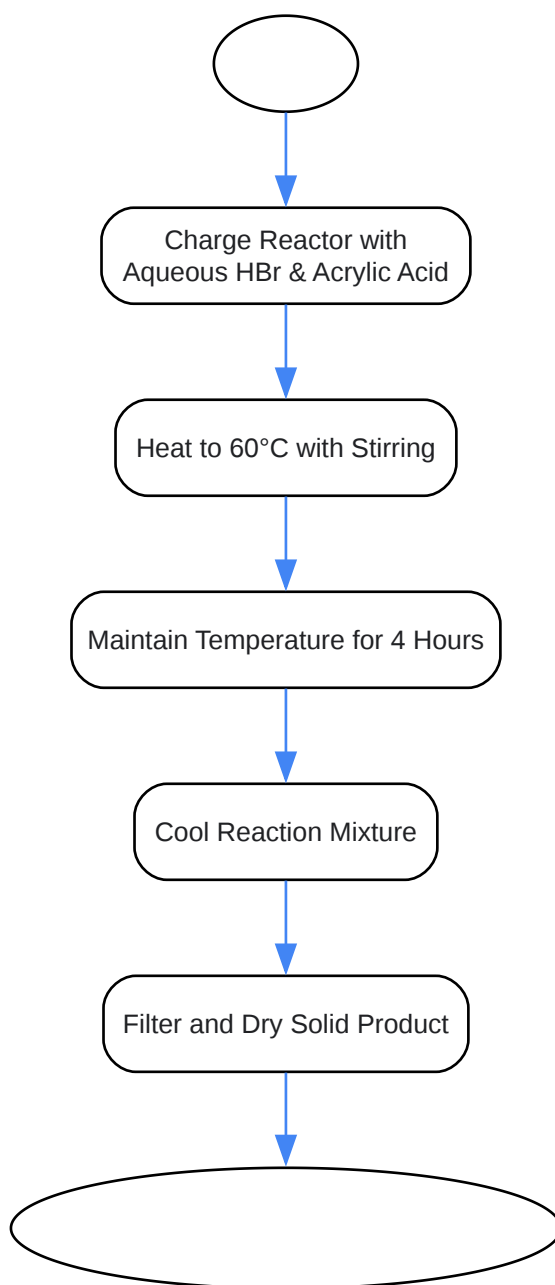 Charge Reactor with
Aqueous HBr & Acrylic Acid
Heat to 60°C with Stirring
Maintain Temperature for 4 Hours
Cool Reaction Mixture
Filter and Dry Solid Product